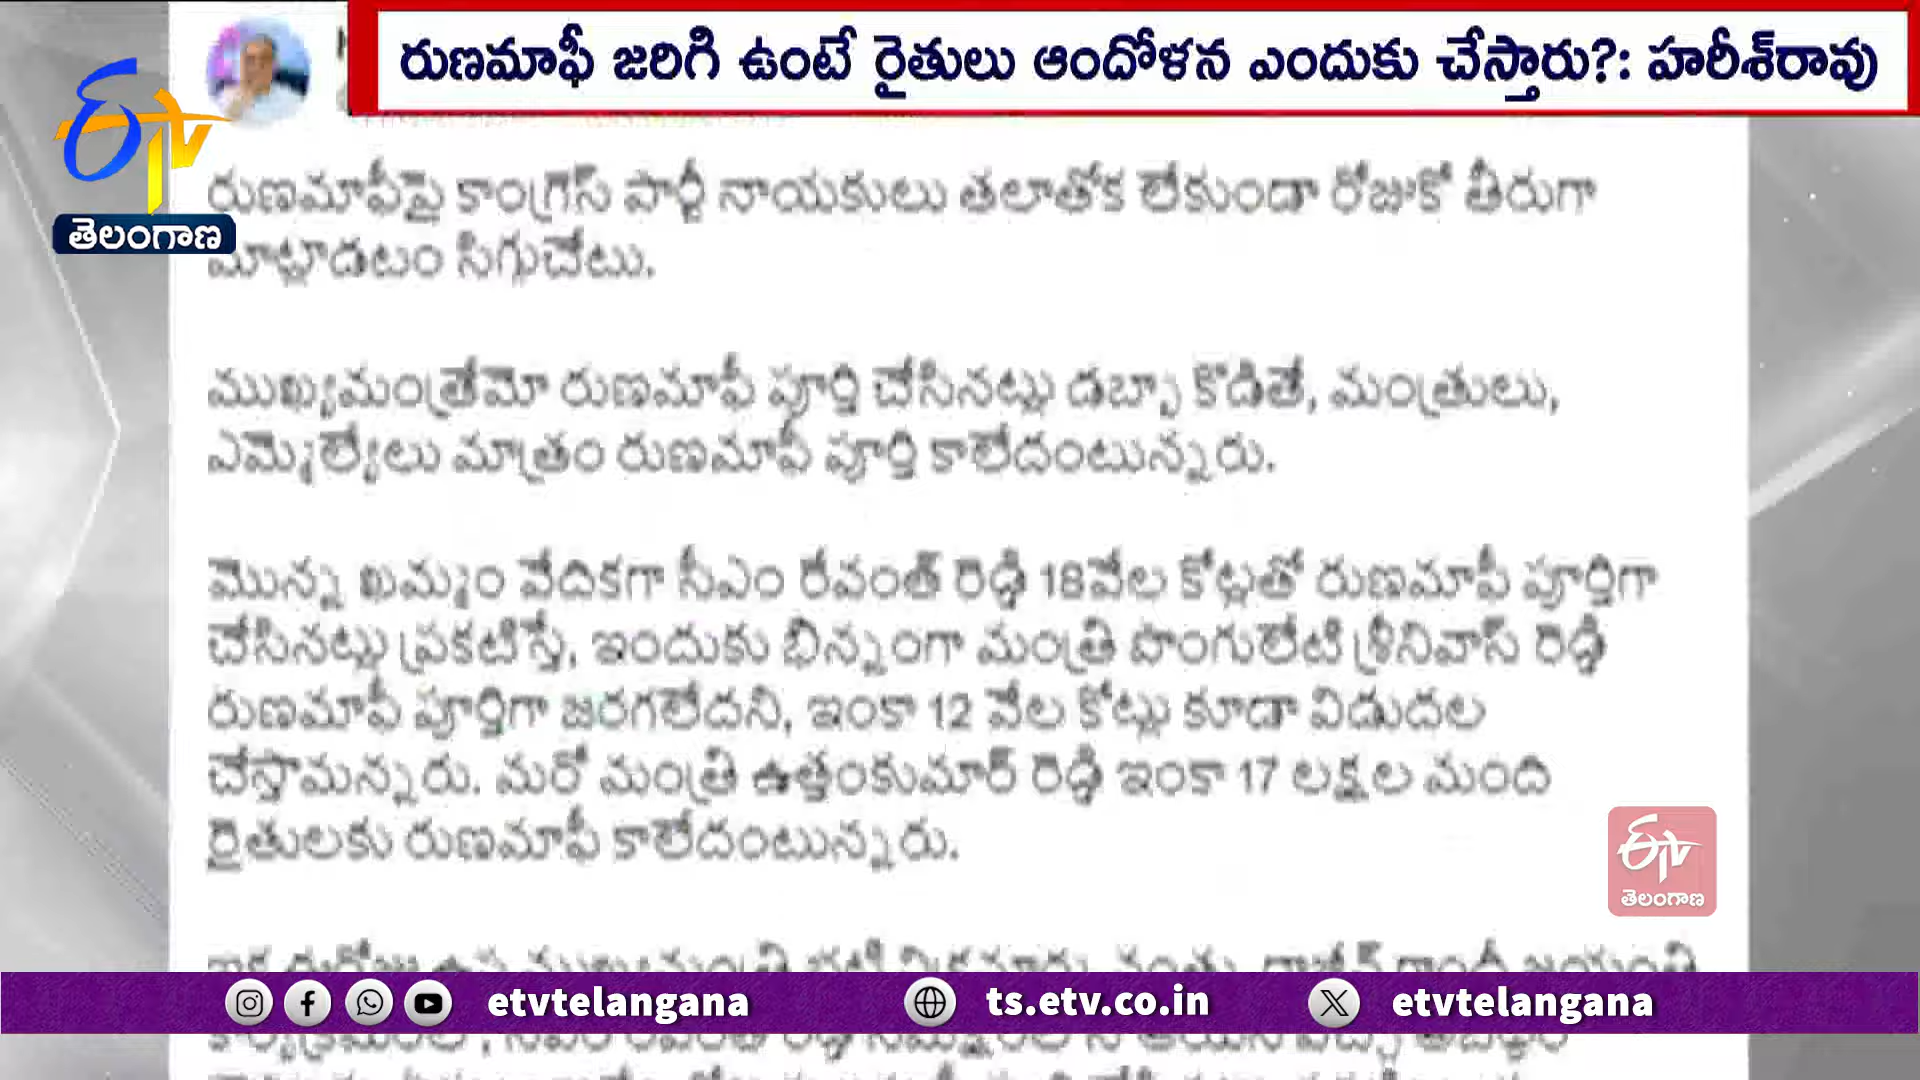 రుణమాఫీ జరిగి ఉంటే రైతులు ఆందోళన ఎందుకు చేస్తారు?: హరీశ్‌రావు
ETV
తెలంగాణ
రుణమాఫీపై కాంగ్రెస్ పార్టీ నాయకులు తలాతోక లేకుండా రోజుకో తీరుగా
మాట్లాడటం సిగ్గుచేటు.
ముఖ్యమంత్రేమో రుణమాఫీ పూర్తి చేసినట్లు డబ్బా కొడితే, మంత్రులు,
ఎమ్మెల్యేలు మాత్రం రుణమాఫీ పూర్తి కాలేదంటున్నరు.
మొన్న ఖమ్మం వేదికగా సీఎం రేవంత్ రెడ్డి 18వేల కోట్లతో రుణమాఫీ పూర్తిగా
చేసినట్లు ప్రకటిస్తే, ఇందుకు భిన్నంగా మంత్రి పొంగులేటి శ్రీనివాస్ రెడ్డి
రుణమాఫీ పూర్తిగా జరగలేదని, ఇంకా 12 వేల కోట్లు కూడా విడుదల
చేస్తామన్నరు. మరో మంత్రి ఉత్తంకుమార్ రెడ్డి ఇంకా 17 లక్షల మంది
రైతులకు రుణమాఫీ కాలేదంటున్నరు.
ETV
తెలంగాణ
etvtelangana ts.etv.co.in etvtelangana